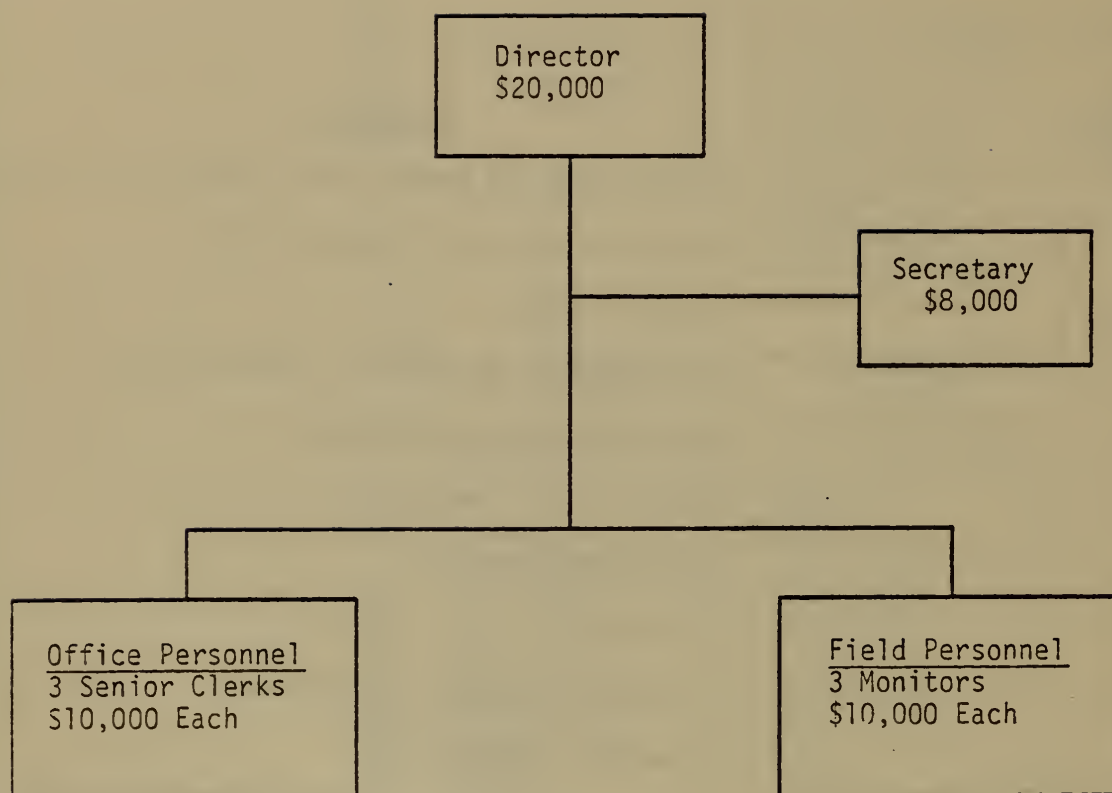 Director
$20,000
Secretary
$8,000
Office Personnel
3 Senior Clerks
$10,000 Each
Field Personnel
3 Monitors
$10,000 Each